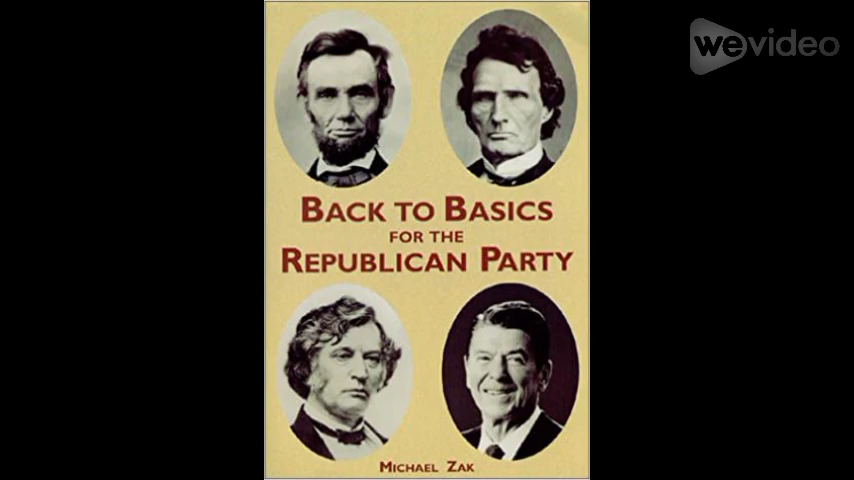 wevideo
BACK TO BASICS
FOR THE
REPUBLICAN PARTY
MICHAEL ZAK